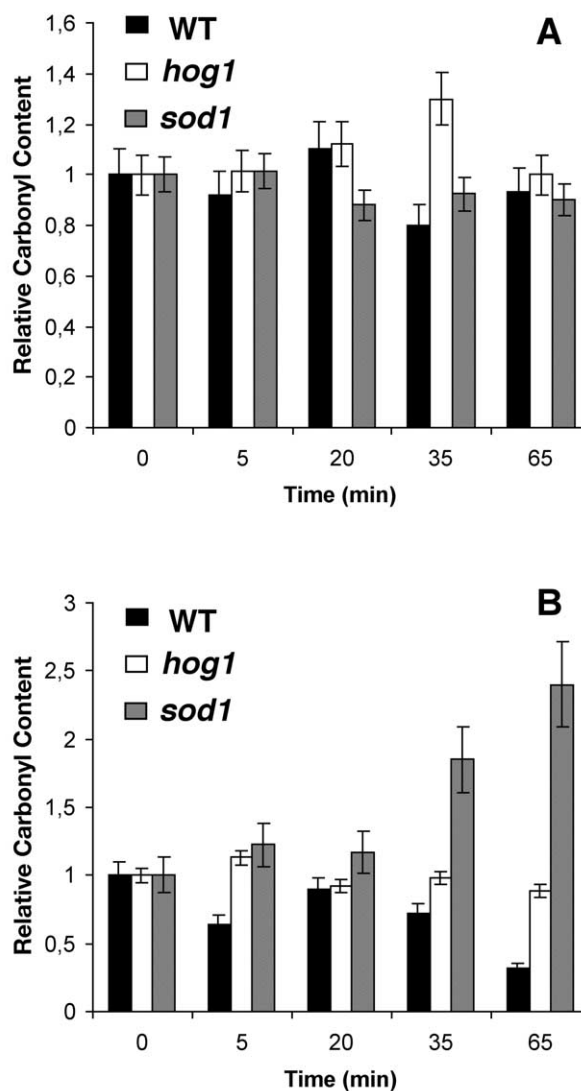 A
WT
hog1
sod1
Relative Carbonyl Content
1,6
1,4
1,2
1
0,8
0,6
0,4
0,2
0
0 5 20 35 65
Time (min)
B
WT
hog1
sod1
Relative Carbonyl Content
3
2,5
2
1,5
1
0,5
0
0 5 20 35 65
Time (min)